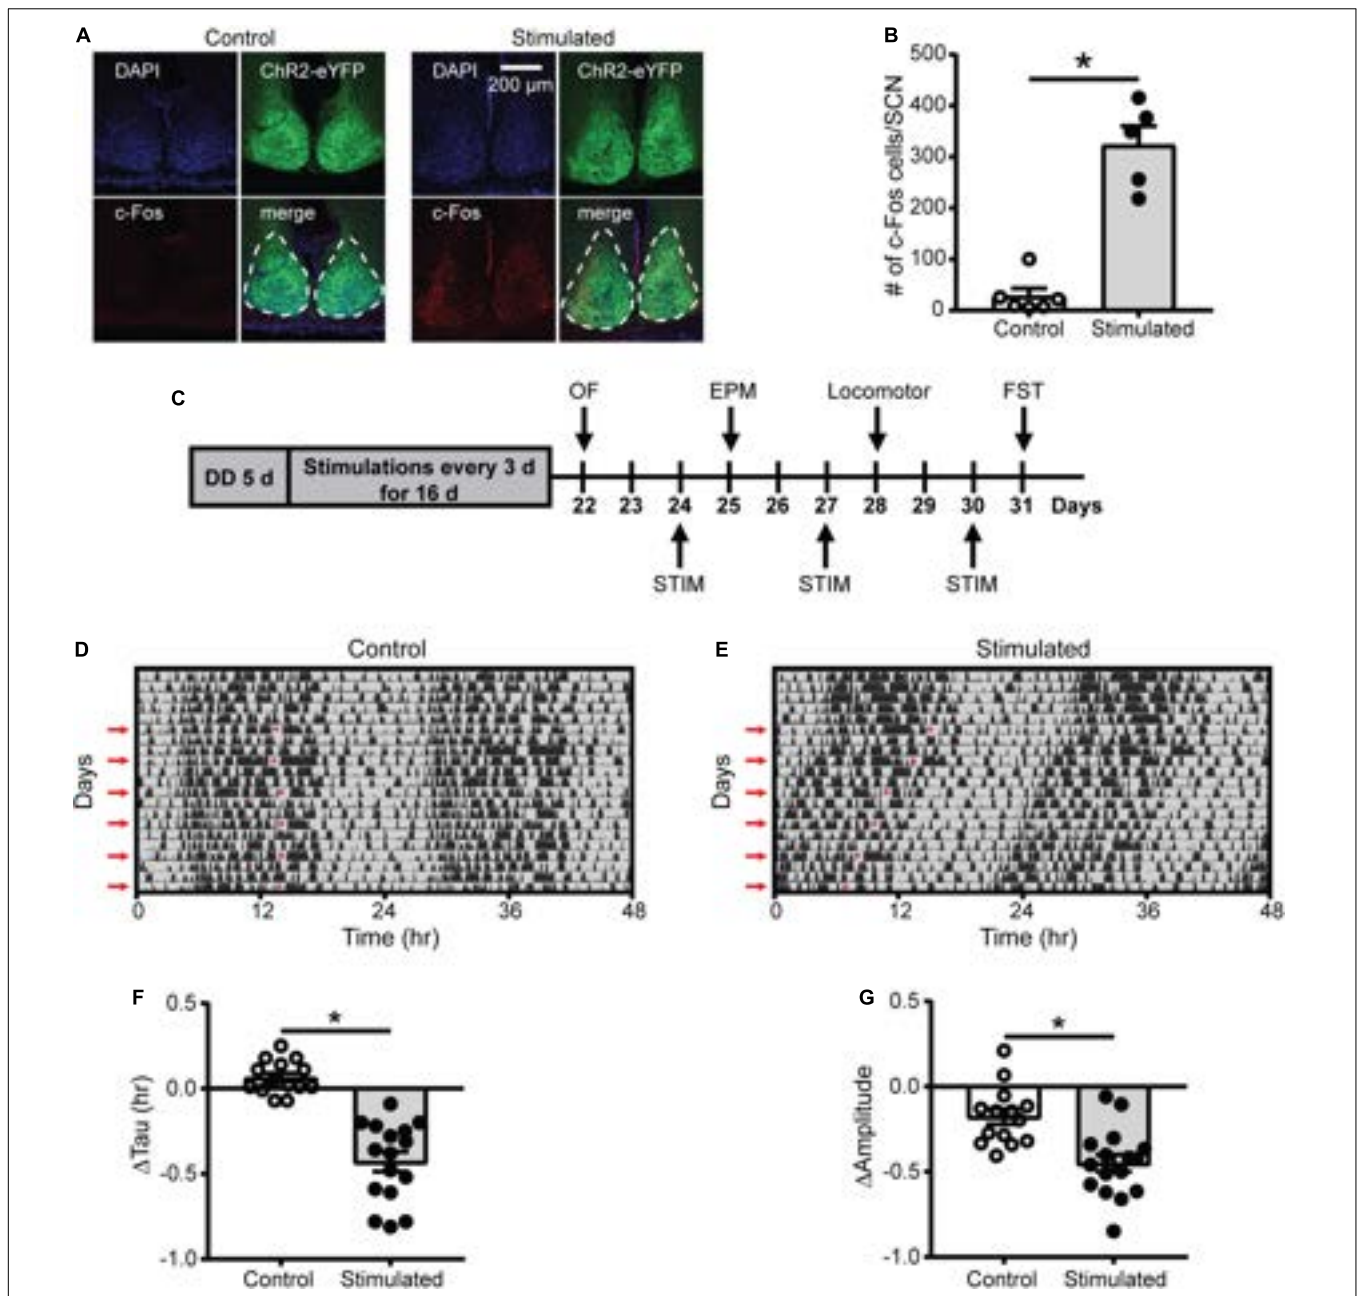 A
Control
Stimulated
DAPI
ChR2-eYFP
DAPI
200 μm
ChR2-eYFP
c-Fos
merge
c-Fos
merge
B
# of c-Fos cells/SCN
500
400
300
200
100
0
*
Control
Stimulated
C
OF
EPM
Locomotor
FST
DD 5 d
Stimulations every 3 d
for 16 d
22 23 24 25 26 27 28 29 30 31 Days
STIM
STIM
STIM
D
Control
Days
0 12 24 36 48
Time (hr)
E
Stimulated
Days
0 12 24 36 48
Time (hr)
F
ΔTau (hr)
0.5
0.0
-0.5
-1.0
*
Control
Stimulated
G
ΔAmplitude
0.5
0.0
-0.5
-1.0
*
Control
Stimulated